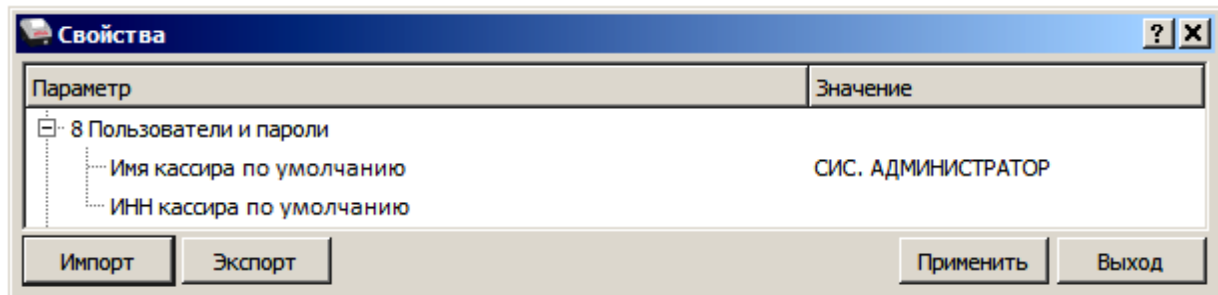 Свойства
Параметр Значение
8 Пользователи и пароли
Имя кассира по умолчанию СИС. АДМИНИСТРАТОР
ИНН кассира по умолчанию
Импорт Экспорт Применить Выход